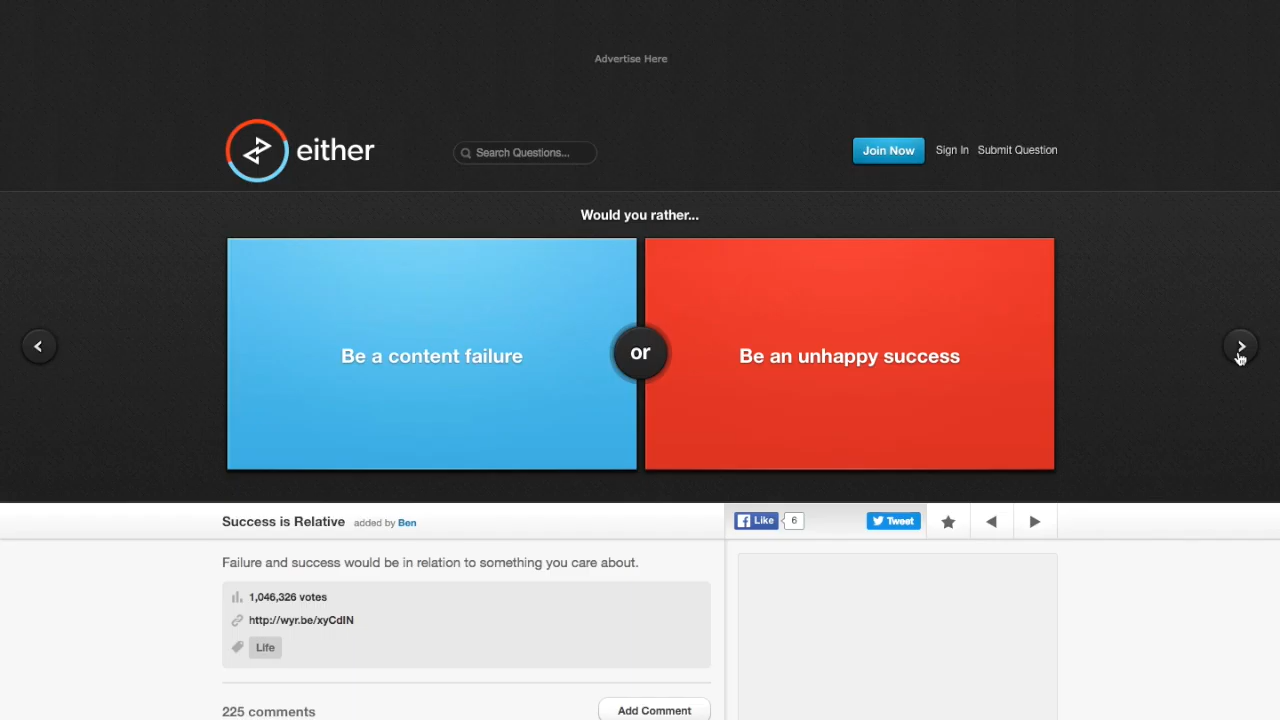 Advertise Here
either
Search Questions...
Join Now
Sign In
Submit Question
Would you rather...
Be a content failure
or
Be an unhappy success
Success is Relative added by Ben
Like 6
Tweet
Failure and success would be in relation to something you care about.
1,046,326 votes
http://wyr.be/xyCdIN
Life
225 comments
Add Comment